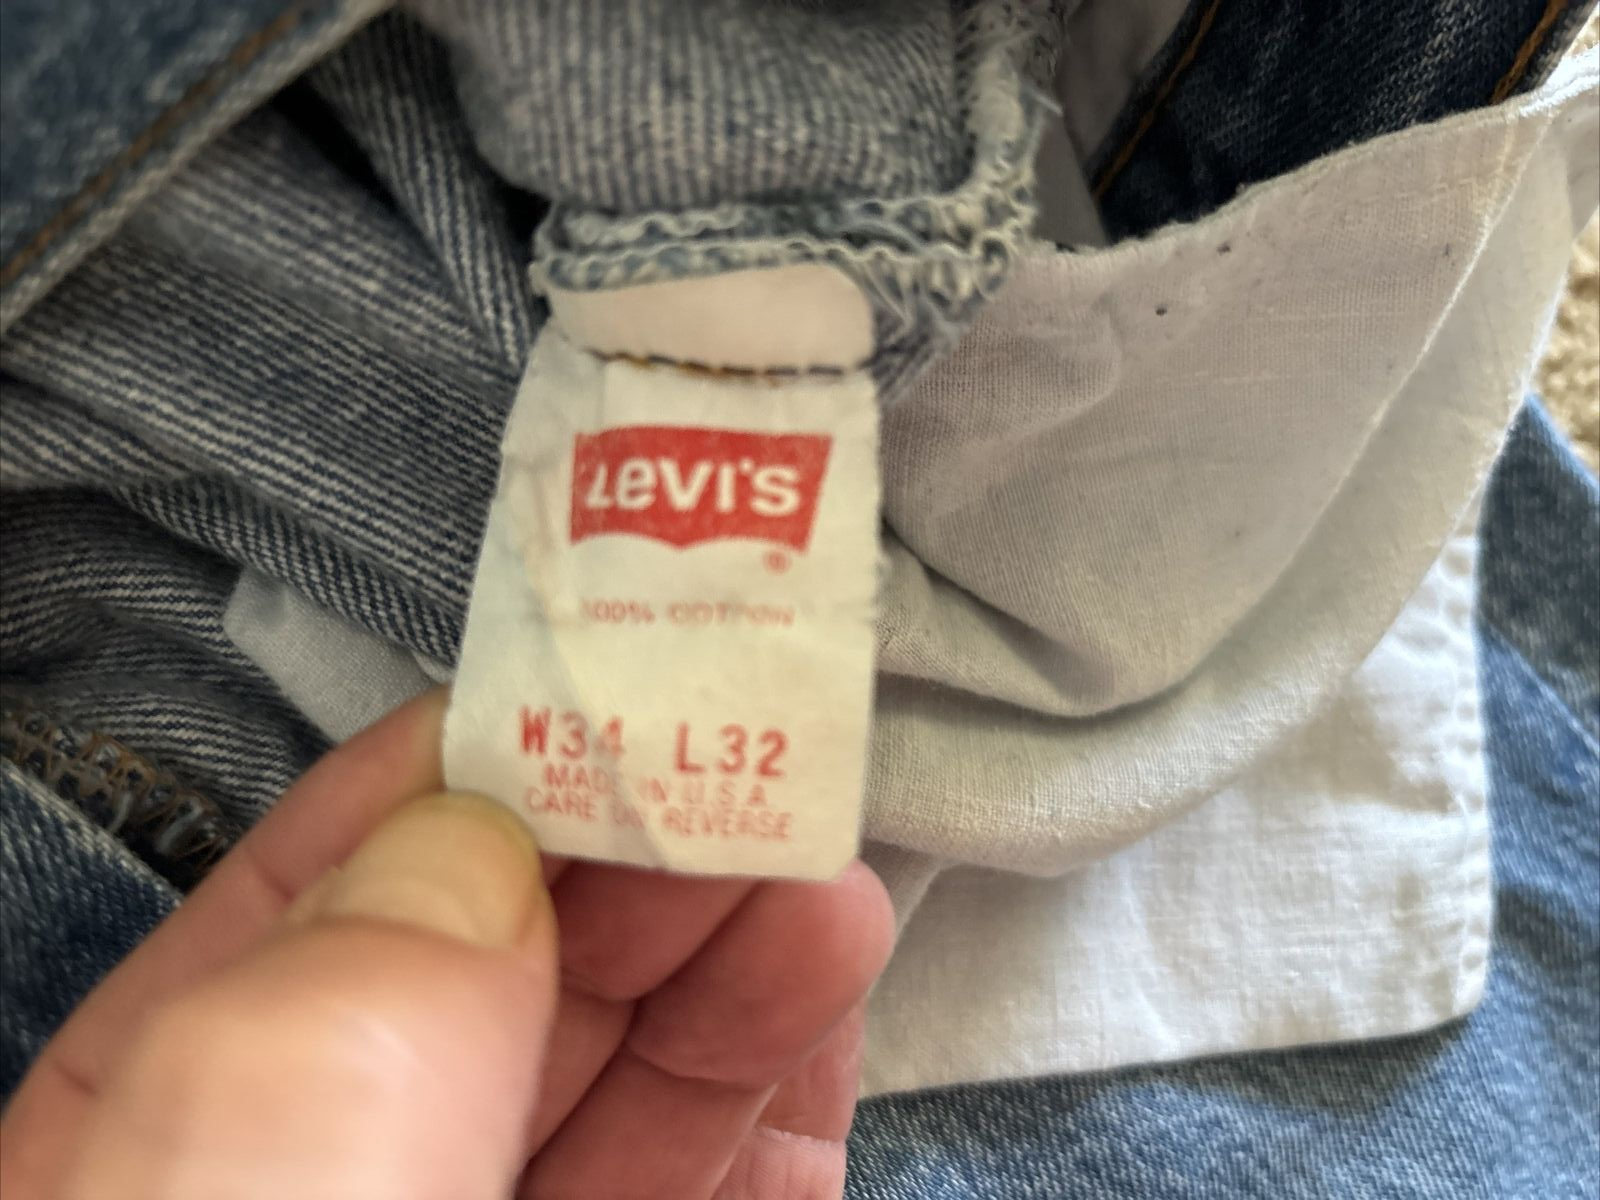 Levi's
®
100% COTTON
W34 L32
MADE IN U.S.A.
CARE ON REVERSE